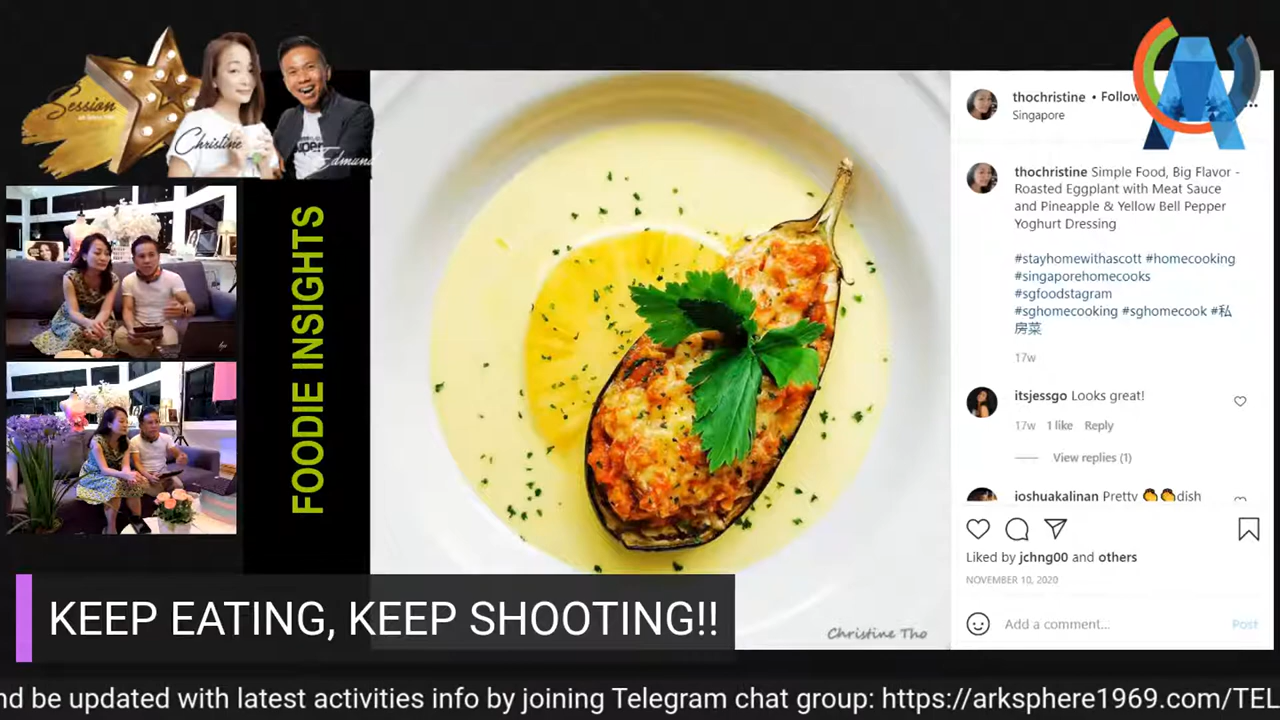 Session
Christine
Edmund
FOODIE INSIGHTS
thochristine • Follow
Singapore
thochristine Simple Food, Big Flavor -
Roasted Eggplant with Meat Sauce
and Pineapple & Yellow Bell Pepper
Yoghurt Dressing
#stayhomewithascott #homecooking
#singaporehomecooks
#sgfoodstagram
#sghomecooking #sghomecook #私
房菜
17w
itsjessgo Looks great!
17w 1 like Reply
View replies (1)
joshuakalinan Pretty dish
Liked by jchng00 and others
NOVEMBER 10, 2020
Add a comment... Post
Christine Tho
KEEP EATING, KEEP SHOOTING!!
nd be updated with latest activities info by joining Telegram chat group: https://arksphere1969.com/TEL